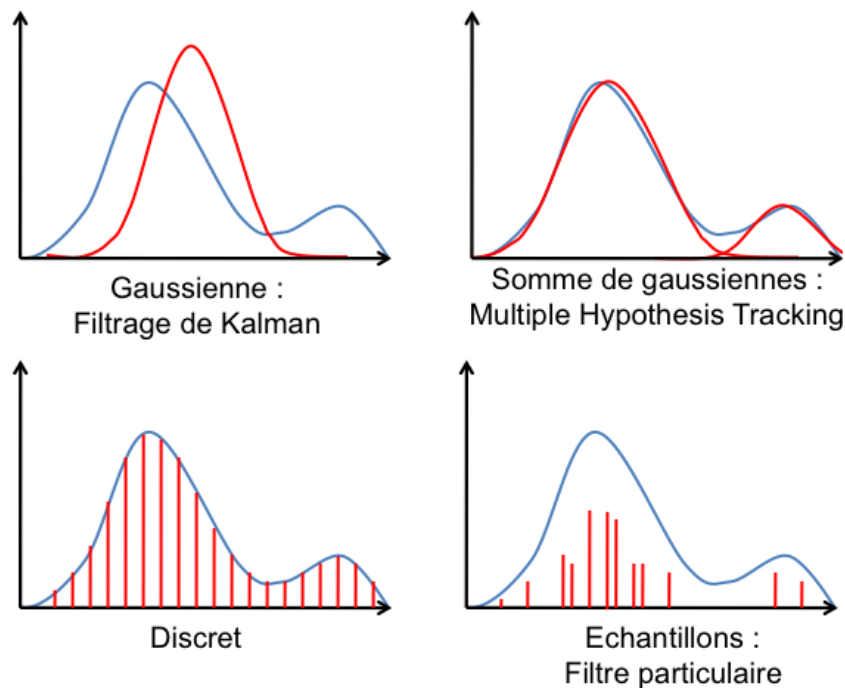 Gaussienne :
Filtrage de Kalman
Somme de gaussiennes :
Multiple Hypothesis Tracking
Discret
Echantillons :
Filtre particulaire